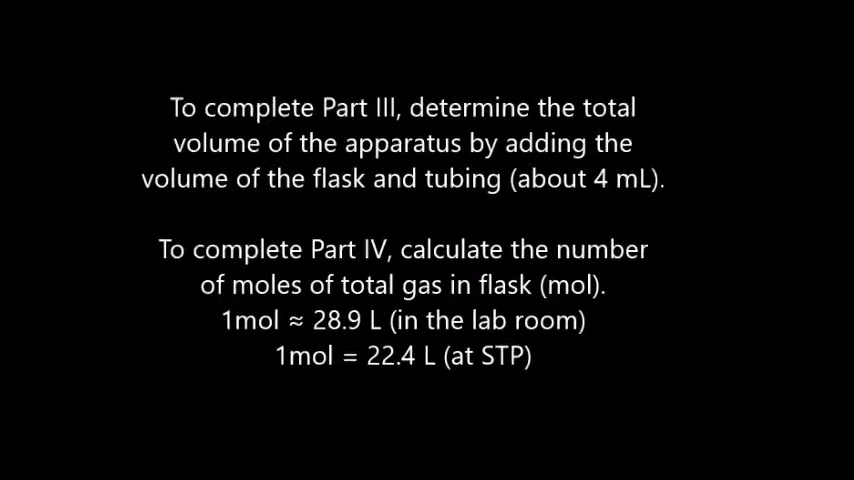 To complete Part III, determine the total
volume of the apparatus by adding the
volume of the flask and tubing (about 4 mL).
To complete Part IV, calculate the number
of moles of total gas in flask (mol).
1mol ≈ 28.9 L (in the lab room)
1mol = 22.4 L (at STP)